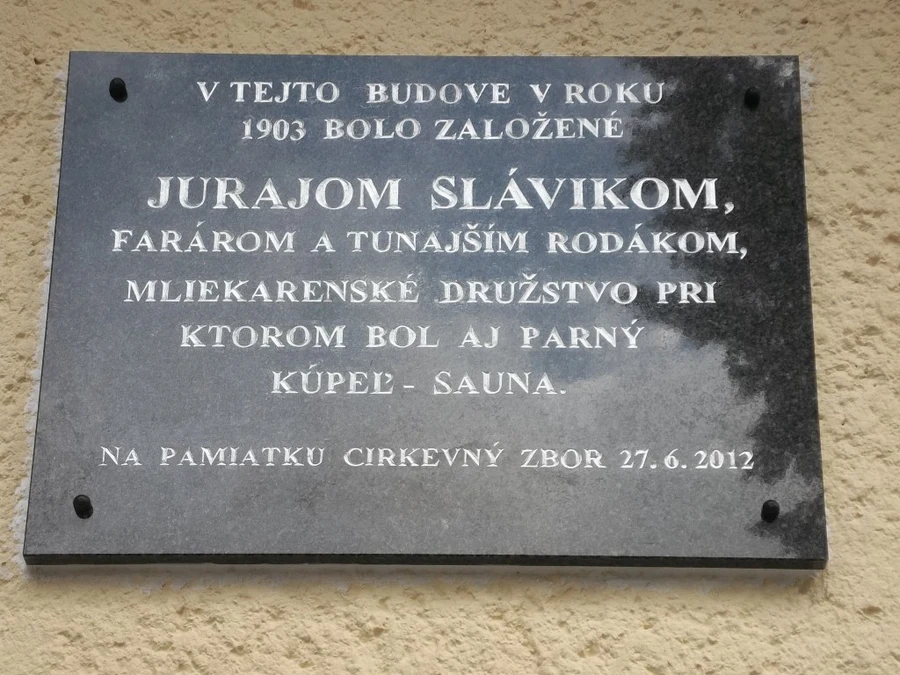 V TEJTO BUDOVE V ROKU
1903 BOLO ZALOŽENÉ
JURAJOM SLÁVIKOM,
FARÁROM A TUNAJŠÍM RODÁKOM,
MLIEKARENSKÉ DRUŽSTVO PRI
KTOROM BOL AJ PARNÝ
KÚPEĽ - SAUNA.
NA PAMIATKU CIRKEVNÝ ZBOR 27.6.2012